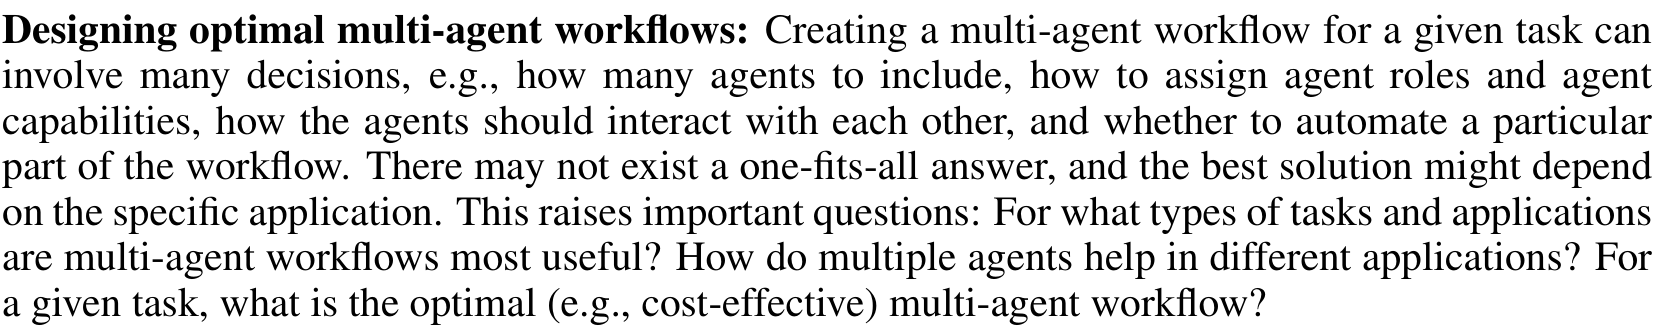 Designing optimal multi-agent workflows: Creating a multi-agent workflow for a given task can
involve many decisions, e.g., how many agents to include, how to assign agent roles and agent
capabilities, how the agents should interact with each other, and whether to automate a particular
part of the workflow. There may not exist a one-fits-all answer, and the best solution might depend
on the specific application. This raises important questions: For what types of tasks and applications
are multi-agent workflows most useful? How do multiple agents help in different applications? For
a given task, what is the optimal (e.g., cost-effective) multi-agent workflow?